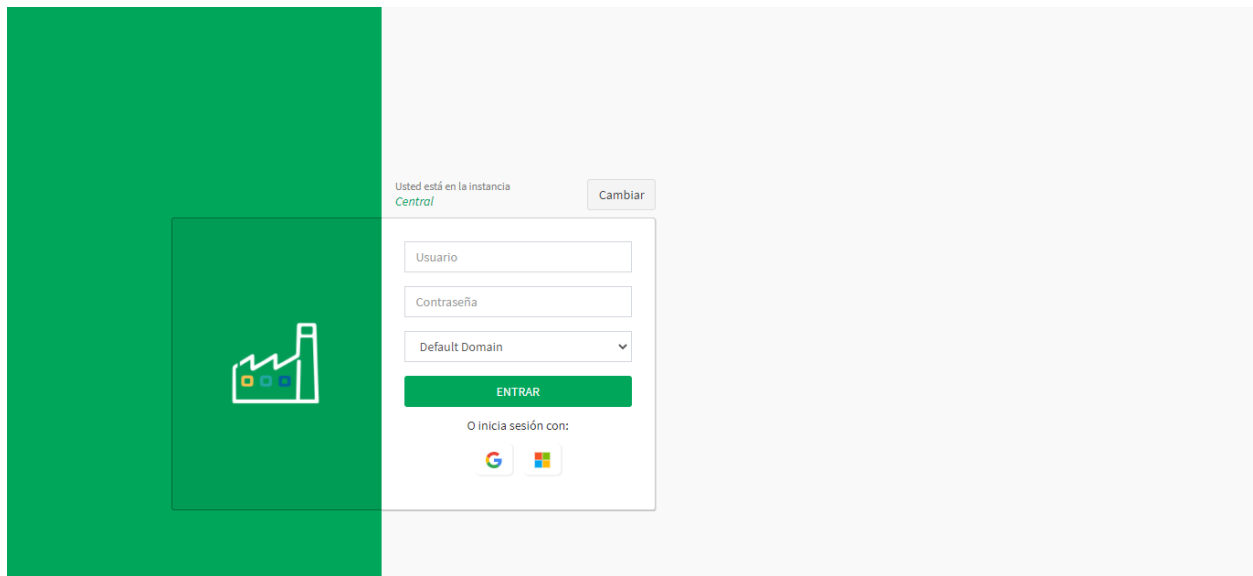 Usted está en la instancia
Central
Cambiar
Usuario
Contraseña
Default Domain
ENTRAR
O inicia sesión con: